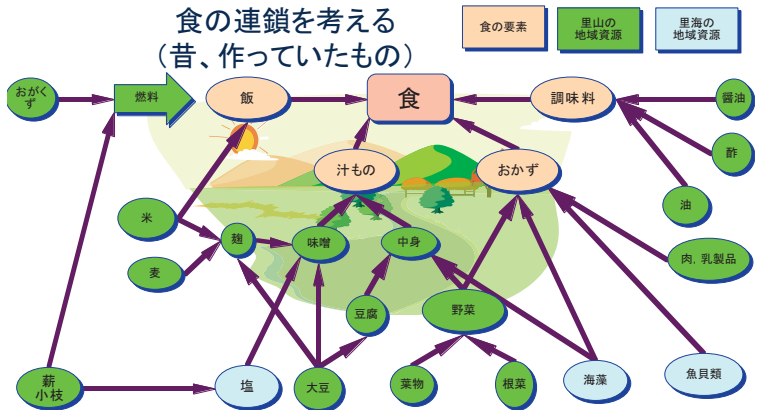 食の連鎖を考える
（昔、作っていたもの）
食の要素
里山の
地域資源
里海の
地域資源
おがく
ず
燃料
飯
食
調味料
醤油
酢
油
汁もの
おかず
米
麹
味噌
中身
麦
肉、乳製品
豆腐
野菜
薪
小枝
塩
大豆
葉物
根菜
海藻
魚貝類